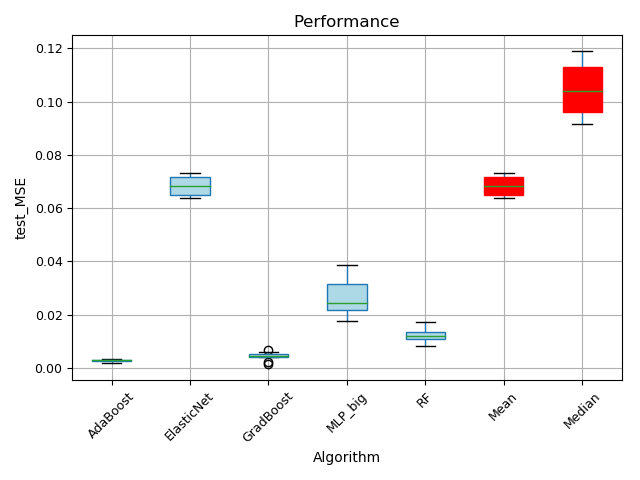 Performance
0.12
0.10
0.08
0.06
0.04
0.02
0.00
test_MSE
AdaBoost
ElasticNet
GradBoost
MLP_big
RF
Mean
Median
Algorithm